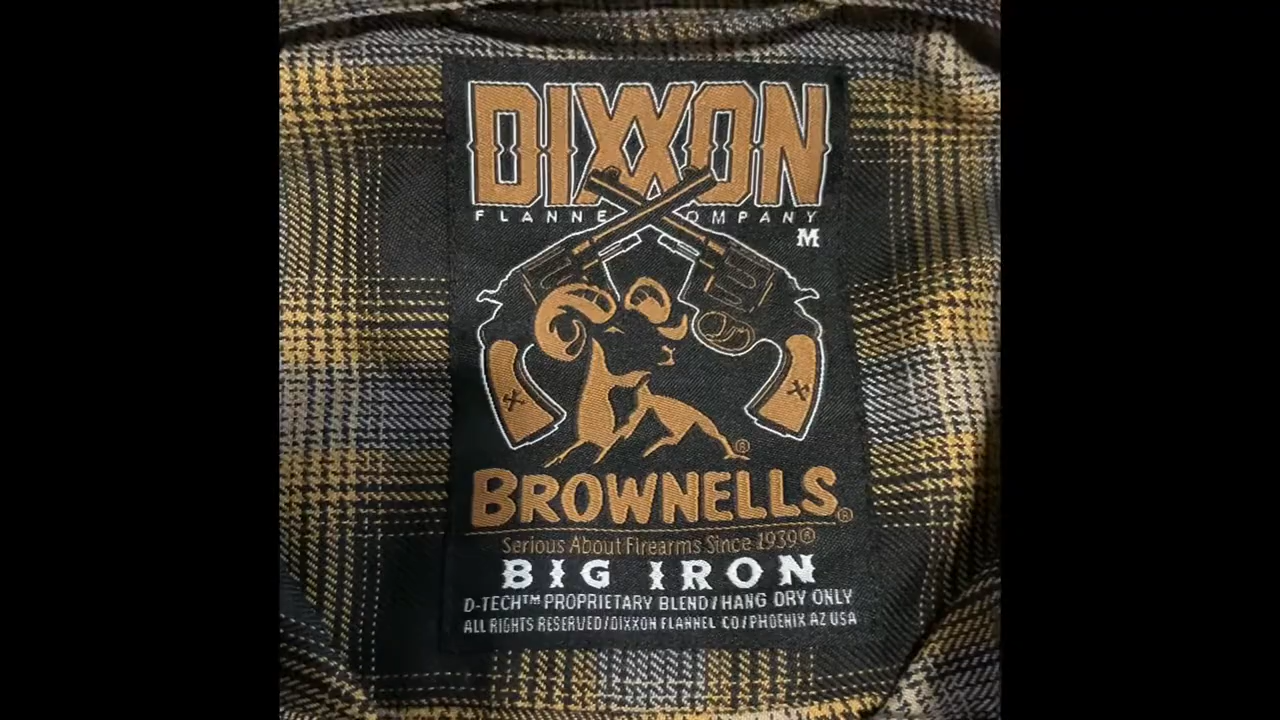 DIXXON
FLANNE OMPANY
M
BROWNELLS®
Serious About Firearms Since 1939®
BIG IRON
D-TECH™ PROPRIETARY BLEND/HANG DRY ONLY
ALL RIGHTS RESERVED/DIXXON FLANNEL CO/PHOENIX AZ USA